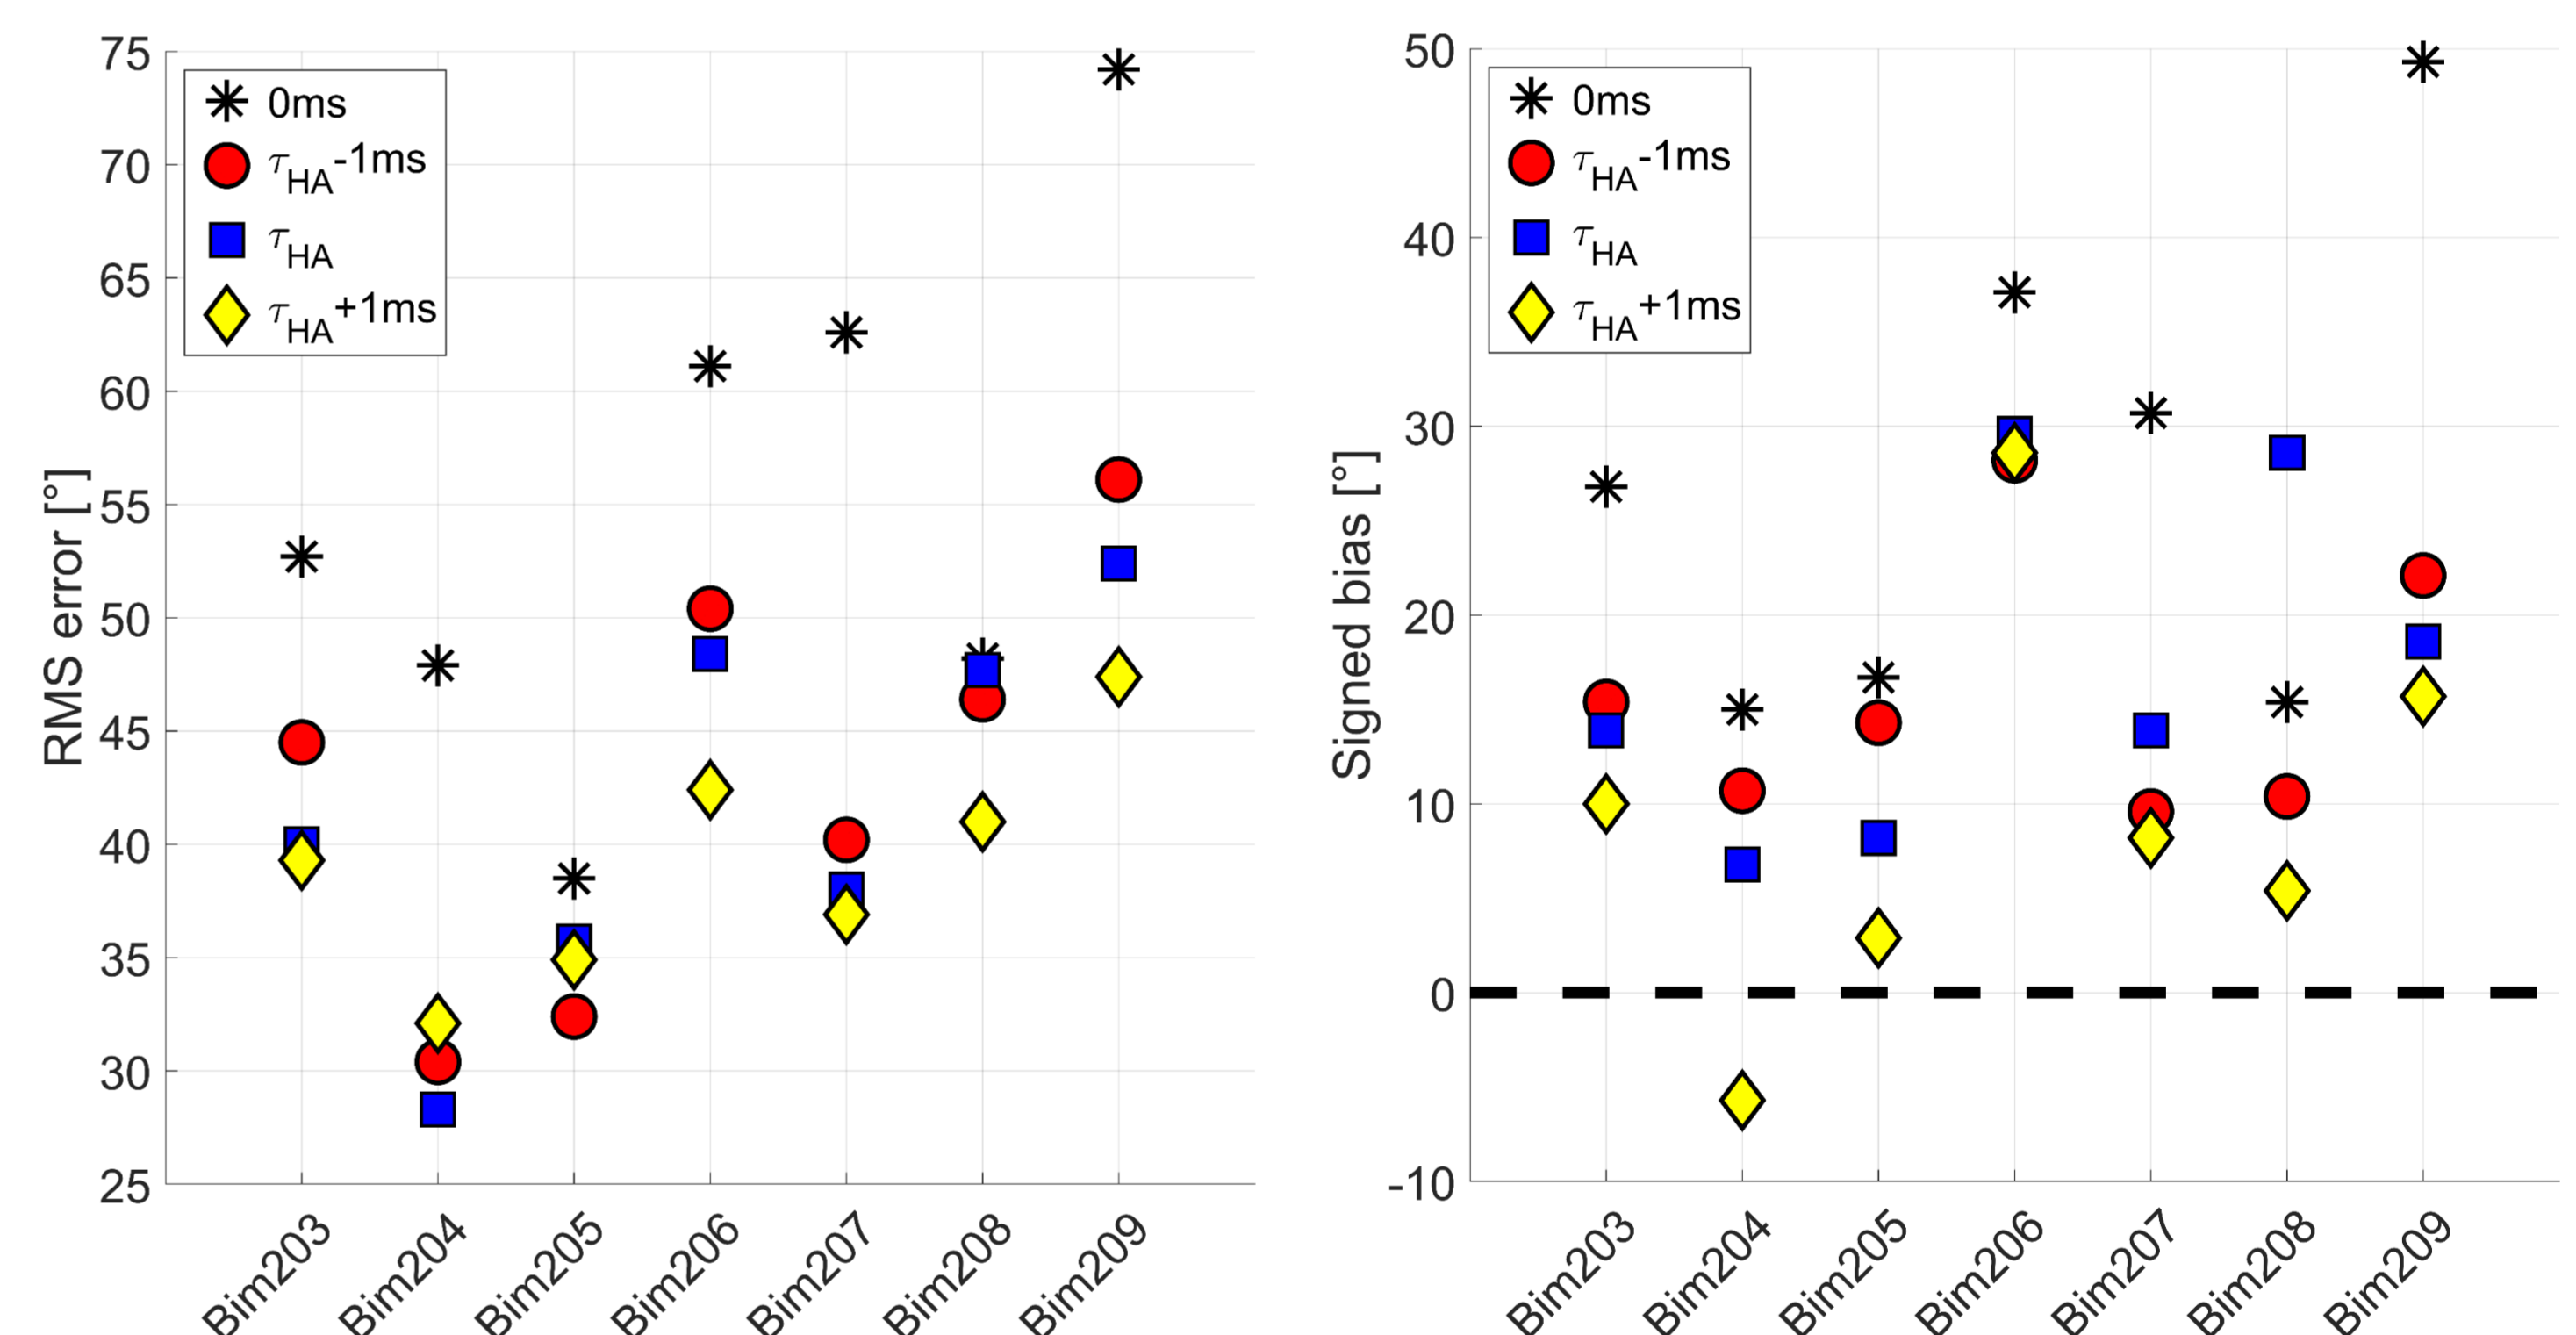 RMS error [°]
75
70
65
60
55
50
45
40
35
30
25
0ms
τHA-1ms
τHA
τHA+1ms
Bim203
Bim204
Bim205
Bim206
Bim207
Bim208
Bim209
Signed bias [°]
50
40
30
20
10
0
-10
0ms
τHA-1ms
τHA
τHA+1ms
Bim203
Bim204
Bim205
Bim206
Bim207
Bim208
Bim209